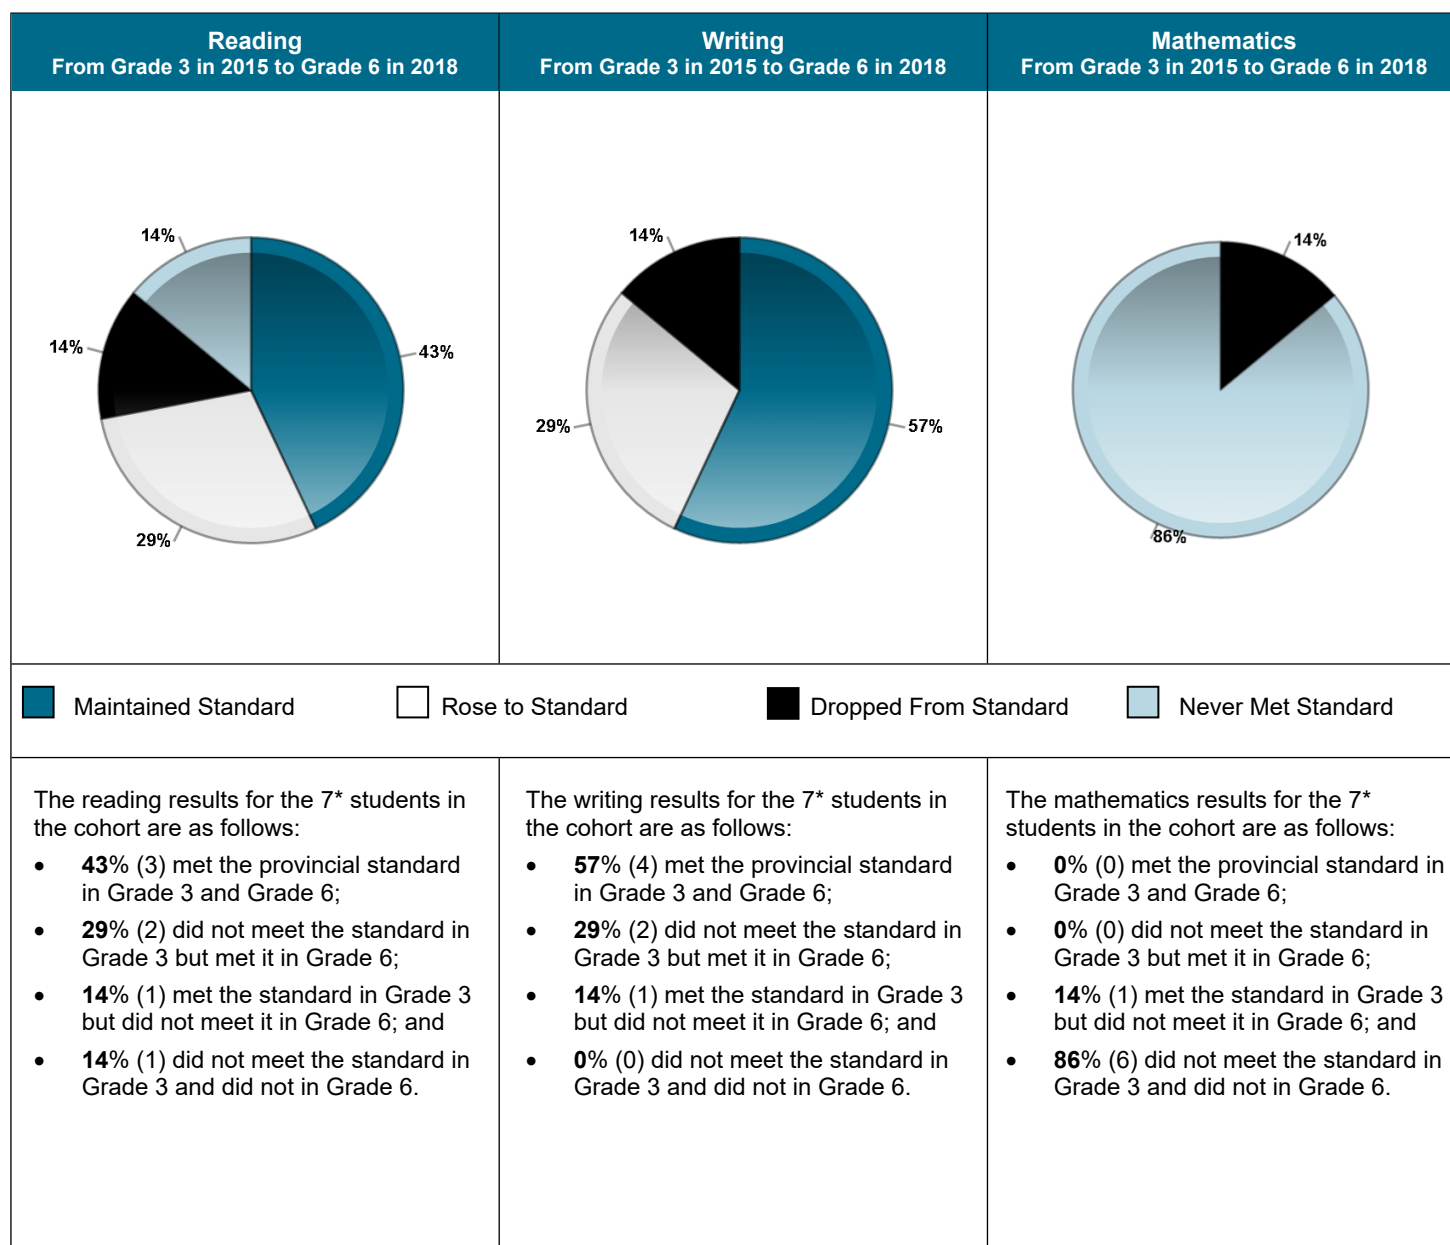 Reading
From Grade 3 in 2015 to Grade 6 in 2018
Writing
From Grade 3 in 2015 to Grade 6 in 2018
Mathematics
From Grade 3 in 2015 to Grade 6 in 2018
14%
14%
43%
29%
14%
29%
57%
14%
86%
Maintained Standard
Rose to Standard
Dropped From Standard
Never Met Standard
The reading results for the 7* students in
the cohort are as follows:
• 43% (3) met the provincial standard
in Grade 3 and Grade 6;
• 29% (2) did not meet the standard in
Grade 3 but met it in Grade 6;
• 14% (1) met the standard in Grade 3
but did not meet it in Grade 6; and
• 14% (1) did not meet the standard in
Grade 3 and did not in Grade 6.
The writing results for the 7* students in
the cohort are as follows:
• 57% (4) met the provincial standard
in Grade 3 and Grade 6;
• 29% (2) did not meet the standard in
Grade 3 but met it in Grade 6;
• 14% (1) met the standard in Grade 3
but did not meet it in Grade 6; and
• 0% (0) did not meet the standard in
Grade 3 and did not in Grade 6.
The mathematics results for the 7*
students in the cohort are as follows:
• 0% (0) met the provincial standard in
Grade 3 and Grade 6;
• 0% (0) did not meet the standard in
Grade 3 but met it in Grade 6;
• 14% (1) met the standard in Grade 3
but did not meet it in Grade 6; and
• 86% (6) did not meet the standard in
Grade 3 and did not in Grade 6.